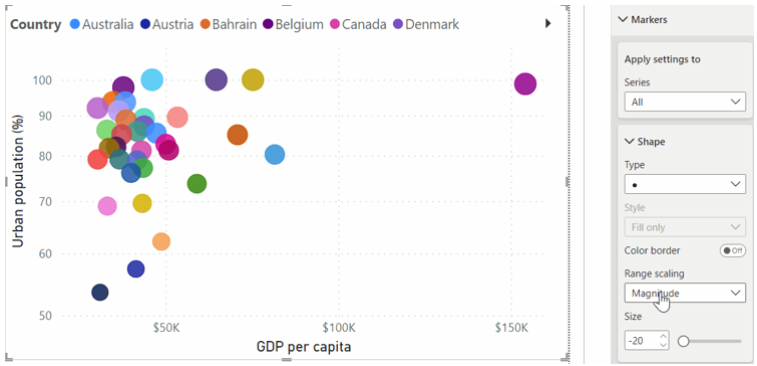 Country Australia Austria Bahrain Belgium Canada Denmark
100
90
80
70
60
50
Urban population (%)
$50K $100K $150K
GDP per capita
Markers
Apply settings to
Series
All
Shape
Type
Style
Fill only
Color border Off
Range scaling
Magnitude
Size
-20